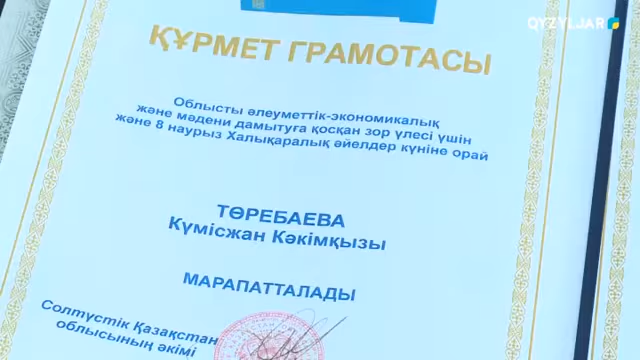 QYZYLJAR
ҚҰРМЕТ ГРАМОТАСЫ
Облысты әлеуметтік-экономикалық
және мәдени дамытуға қосқан зор үлесі үшін
және 8 наурыз Халықаралық әйелдер күніне орай
ТӨРЕБАЕВА
Күмісжан Кәкімқызы
МАРАПАТТАЛАДЫ
Солтүстік Қазақстан
облысының әкімі